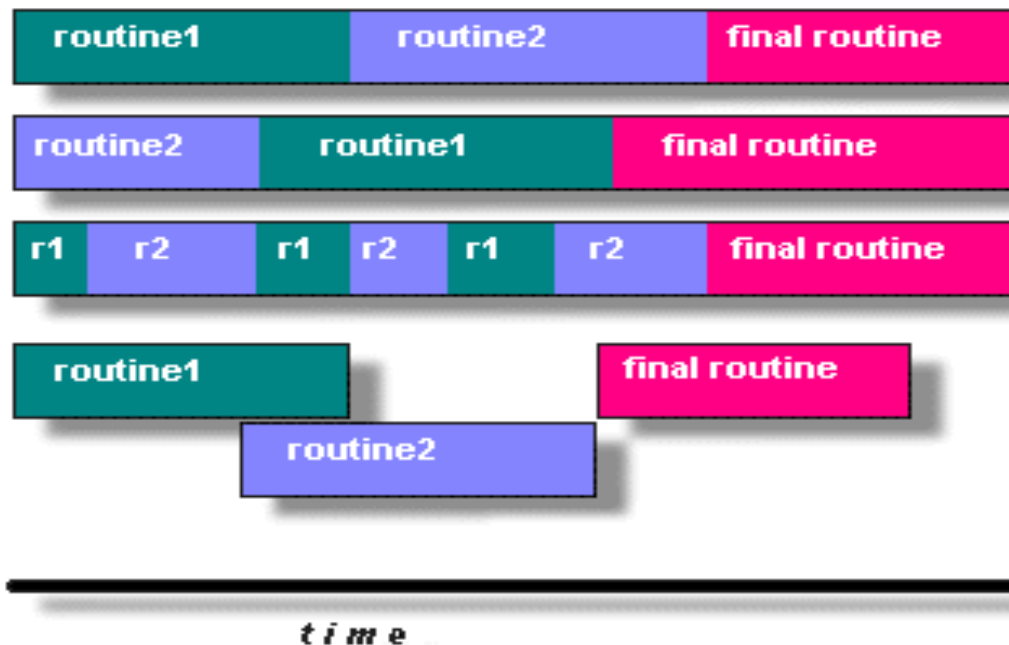 routine1 routine2 final routine
routine2 routine1 final routine
r1 r2 r1 r2 r1 r2 final routine
routine1 final routine
routine2
time